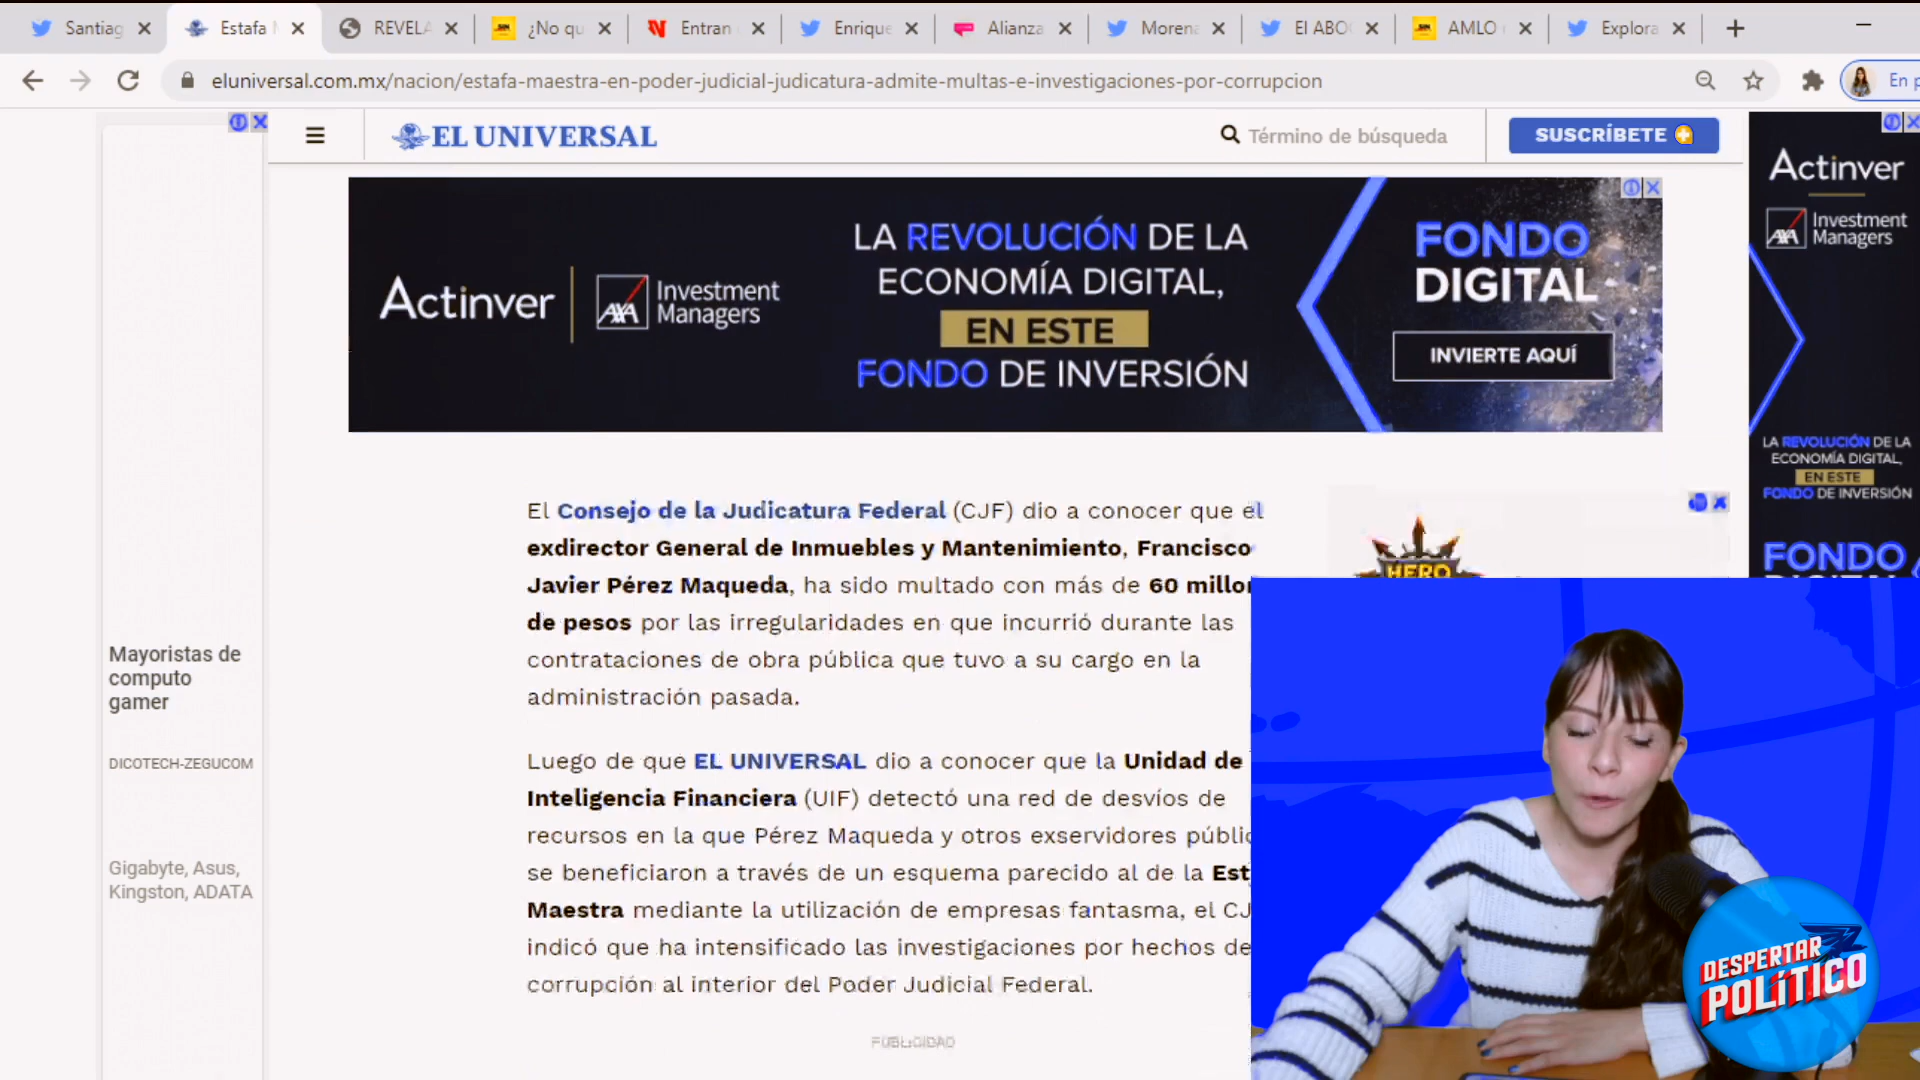 Santiag
Estafa M
REVELA
¿No qu
Entran
Enrique
Alianza
Morena
El ABO
AMLO
Explora
eluniversal.com.mx/nacion/estafa-maestra-en-poder-judicial-judicatura-admite-multas-e-investigaciones-por-corrupcion
En p
EL UNIVERSAL
Término de búsqueda
SUSCRÍBETE
Actinver
AXA Investment Managers
LA REVOLUCIÓN DE LA
ECONOMÍA DIGITAL,
EN ESTE
FONDO DE INVERSIÓN
FONDO
DIGITAL
INVIERTE AQUÍ
Actinver
AXA Investment
Managers
LA REVOLUCIÓN DE LA
ECONOMÍA DIGITAL,
EN ESTE
FONDO DE INVERSIÓN
FONDO
El Consejo de la Judicatura Federal (CJF) dio a conocer que el
exdirector General de Inmuebles y Mantenimiento, Francisco
Javier Pérez Maqueda, ha sido multado con más de 60 millon
de pesos por las irregularidades en que incurrió durante las
contrataciones de obra pública que tuvo a su cargo en la
administración pasada.
Luego de que EL UNIVERSAL dio a conocer que la Unidad de
Inteligencia Financiera (UIF) detectó una red de desvíos de
recursos en la que Pérez Maqueda y otros exservidores públic
se beneficiaron a través de un esquema parecido al de la Est
Maestra mediante la utilización de empresas fantasma, el CJ
indicó que ha intensificado las investigaciones por hechos de
corrupción al interior del Poder Judicial Federal.
PUBLICIDAD
HERO
Mayoristas de
computo
gamer
DICOTECH-ZEGUCOM
Gigabyte, Asus,
Kingston, ADATA
DESPERTAR
POLÍTICO